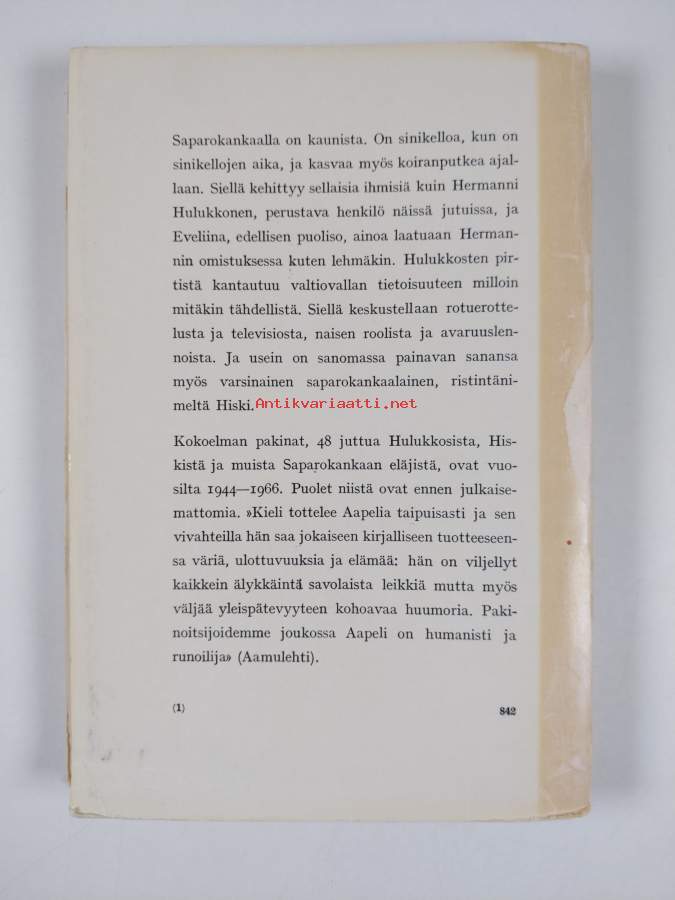 Saparokankaalla on kaunista. On sinikelloa, kun on
sinikellojen aika, ja kasvaa myös koiranputkea ajal-
laan. Siellä kehittyy sellaisia ihmisiä kuin Hermanni
Hulukkonen, perustava henkilö näissä jutuissa, ja
Eveliina, edellisen puoliso, ainoa laatuaan Herman-
nin omistuksessa kuten lehmäkin. Hulukkosten pir-
tistä kantautuu valtiovallan tietoisuuteen milloin
mitäkin tähdellistä. Siellä keskustellaan rotuerotte-
lusta ja televisiosta, naisen roolista ja avaruuslen-
noista. Ja usein on sanomassa painavan sanansa
myös varsinainen saparokankaalainen, ristintäni-
meltä Hiski. Antikvariaatti.net
Kokoelman pakinat, 48 juttua Hulukkosista, His-
kistä ja muista Saparokankaan eläjistä, ovat vuo-
silta 1944—1966. Puolet niistä ovat ennen julkaise-
mattomia. »Kieli tottelee Aapelia taipuisasti ja sen
vivahteilla hän saa jokaiseen kirjalliseen tuotteeseen-
sa väriä, ulottuvuuksia ja elämää: hän on viljellyt
kaikkein älykkäintä savolaista leikkiä mutta myös
väljää yleispätevyyteen kohoavaa huumoria. Paki-
noitsijoidemme joukossa Aapeli on humanisti ja
runoilija» (Aamulehti).
(1) 842